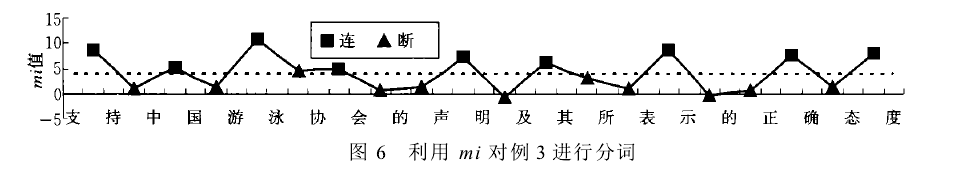 15
10
5
0
-5
mi值
■连 ▲断
支持中国游泳协会的声明及其所表示的正确态度
图6 利用 mi 对例3进行分词